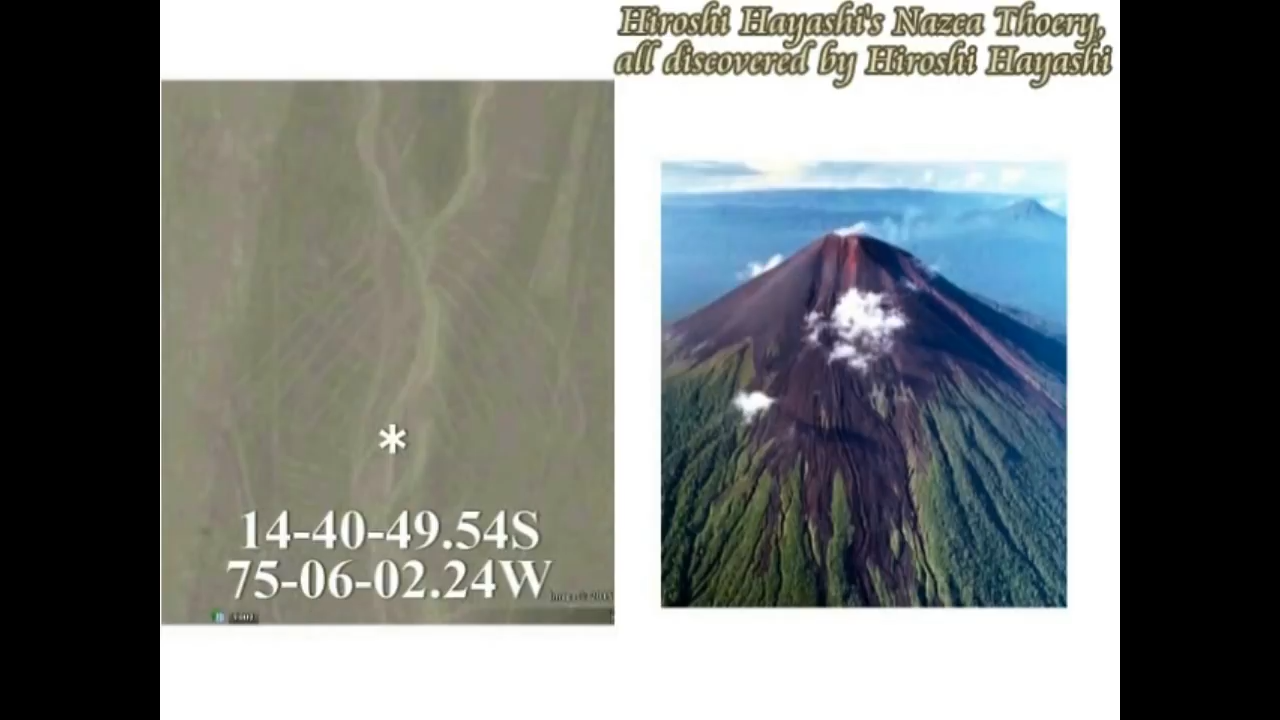 Hiroshi Hayashi's Nazca Thoery,
all discovered by Hiroshi Hayashi
*
14-40-49.54S
75-06-02.24W